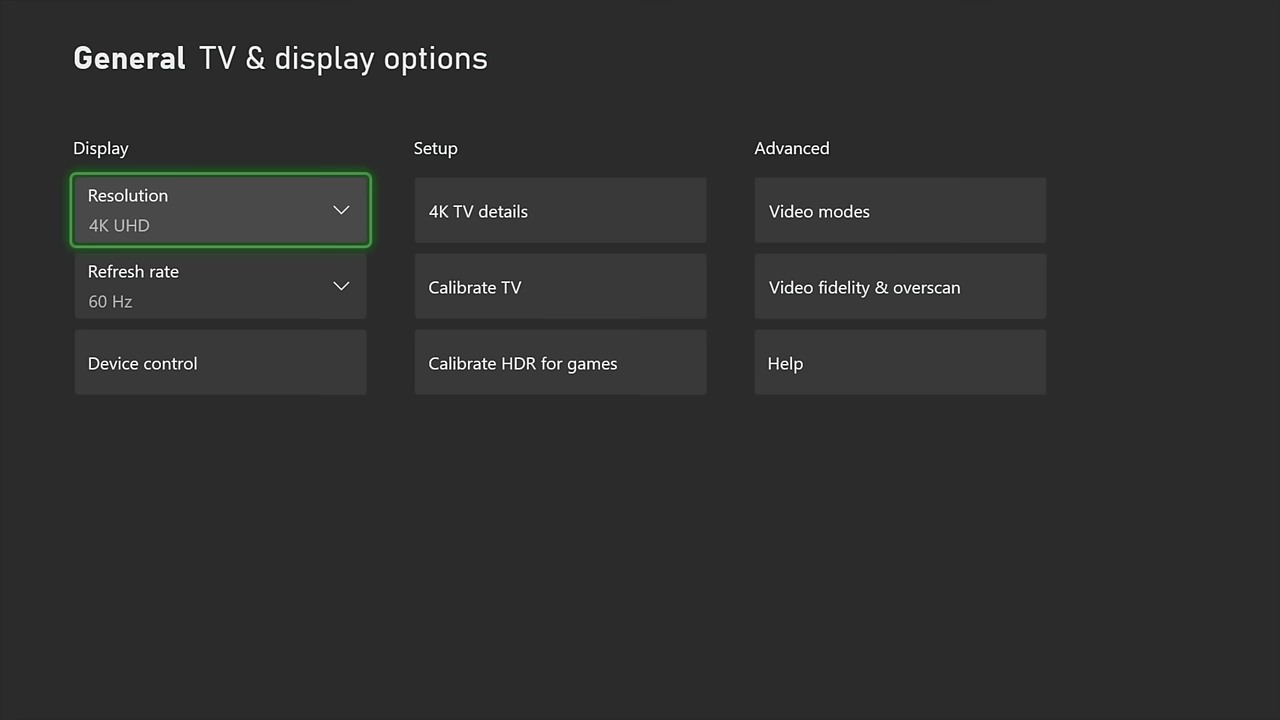 General TV & display options
Display
Resolution
4K UHD
Refresh rate
60 Hz
Device control
Setup
4K TV details
Calibrate TV
Calibrate HDR for games
Advanced
Video modes
Video fidelity & overscan
Help